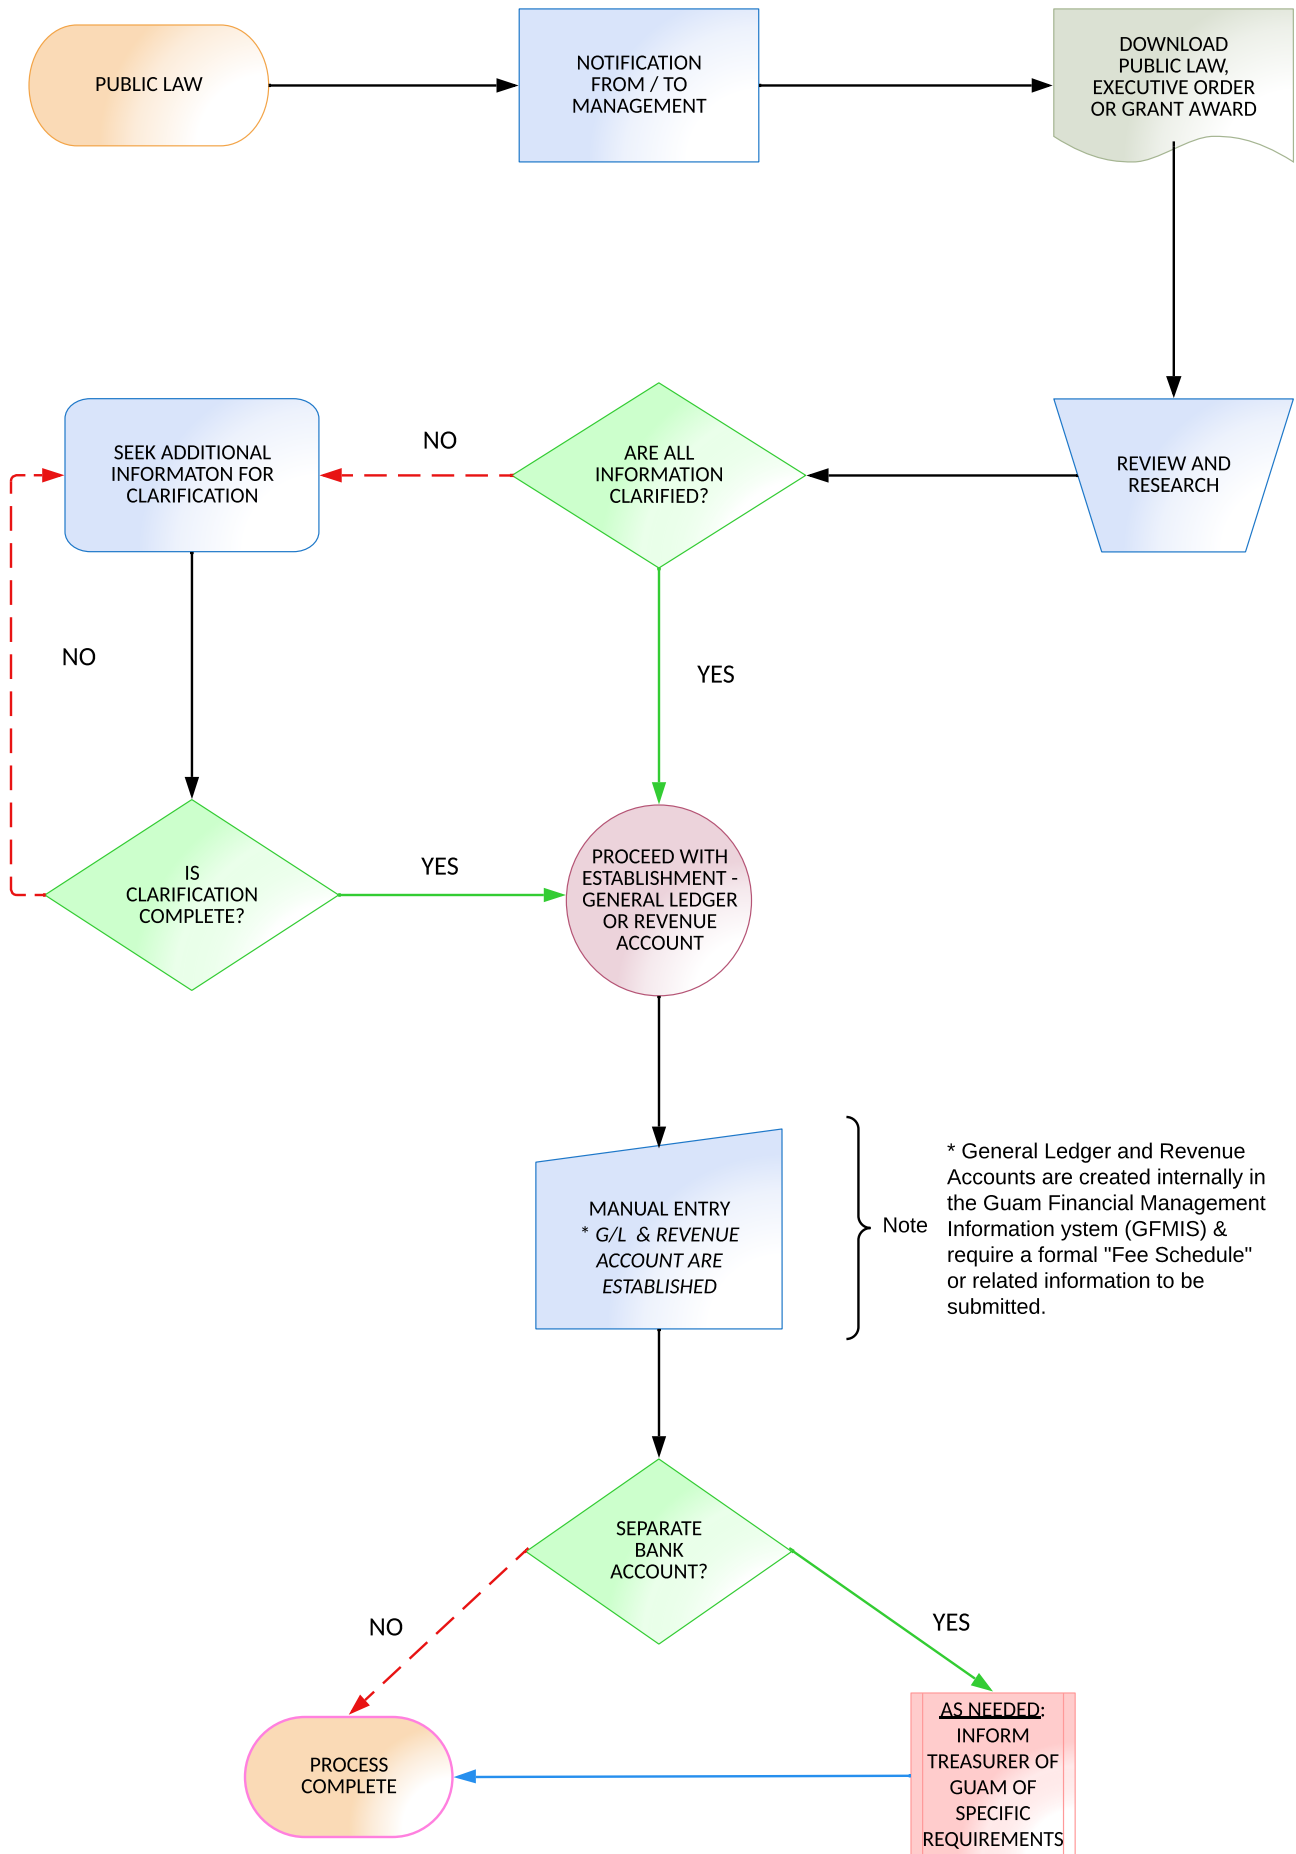 PUBLIC LAW
NOTIFICATION
FROM / TO
MANAGEMENT
DOWNLOAD
PUBLIC LAW,
EXECUTIVE ORDER
OR GRANT AWARD
SEEK ADDITIONAL
INFORMATON FOR
CLARIFICATION
NO
ARE ALL
INFORMATION
CLARIFIED?
REVIEW AND
RESEARCH
NO
YES
IS
CLARIFICATION
COMPLETE?
YES
PROCEED WITH
ESTABLISHMENT -
GENERAL LEDGER
OR REVENUE
ACCOUNT
MANUAL ENTRY
* G/L & REVENUE
ACCOUNT ARE
ESTABLISHED
Note
* General Ledger and Revenue
Accounts are created internally in
the Guam Financial Management
Information ystem (GFMIS) &
require a formal "Fee Schedule"
or related information to be
submitted.
SEPARATE
BANK
ACCOUNT?
NO
YES
PROCESS
COMPLETE
AS NEEDED:
INFORM
TREASURER OF
GUAM OF
SPECIFIC
REQUIREMENTS